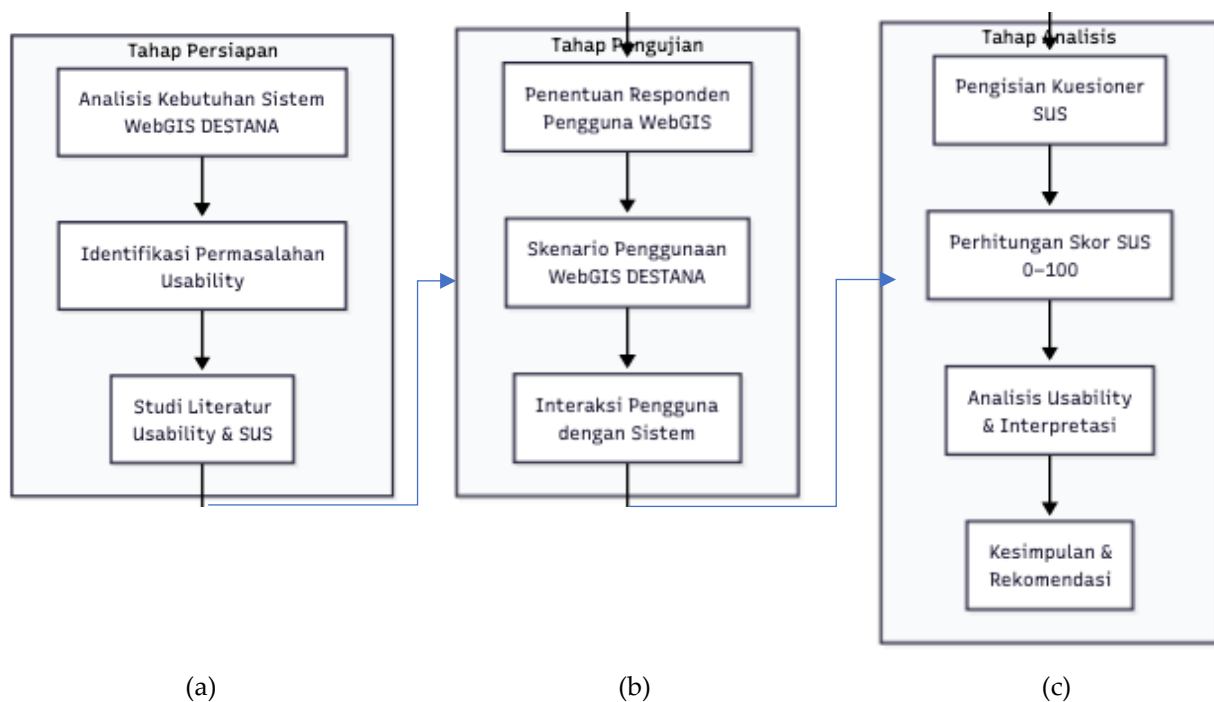 Tahap Persiapan
Analisis Kebutuhan Sistem
WebGIS DESTANA
Identifikasi Permasalahan
Usability
Studi Literatur
Usability & SUS
(a)
Tahap Pengujian
Penentuan Responden
Pengguna WebGIS
Skenario Penggunaan
WebGIS DESTANA
Interaksi Pengguna
dengan Sistem
(b)
Tahap Analisis
Pengisian Kuesioner
SUS
Perhitungan Skor SUS
0–100
Analisis Usability
& Interpretasi
Kesimpulan &
Rekomendasi
(c)